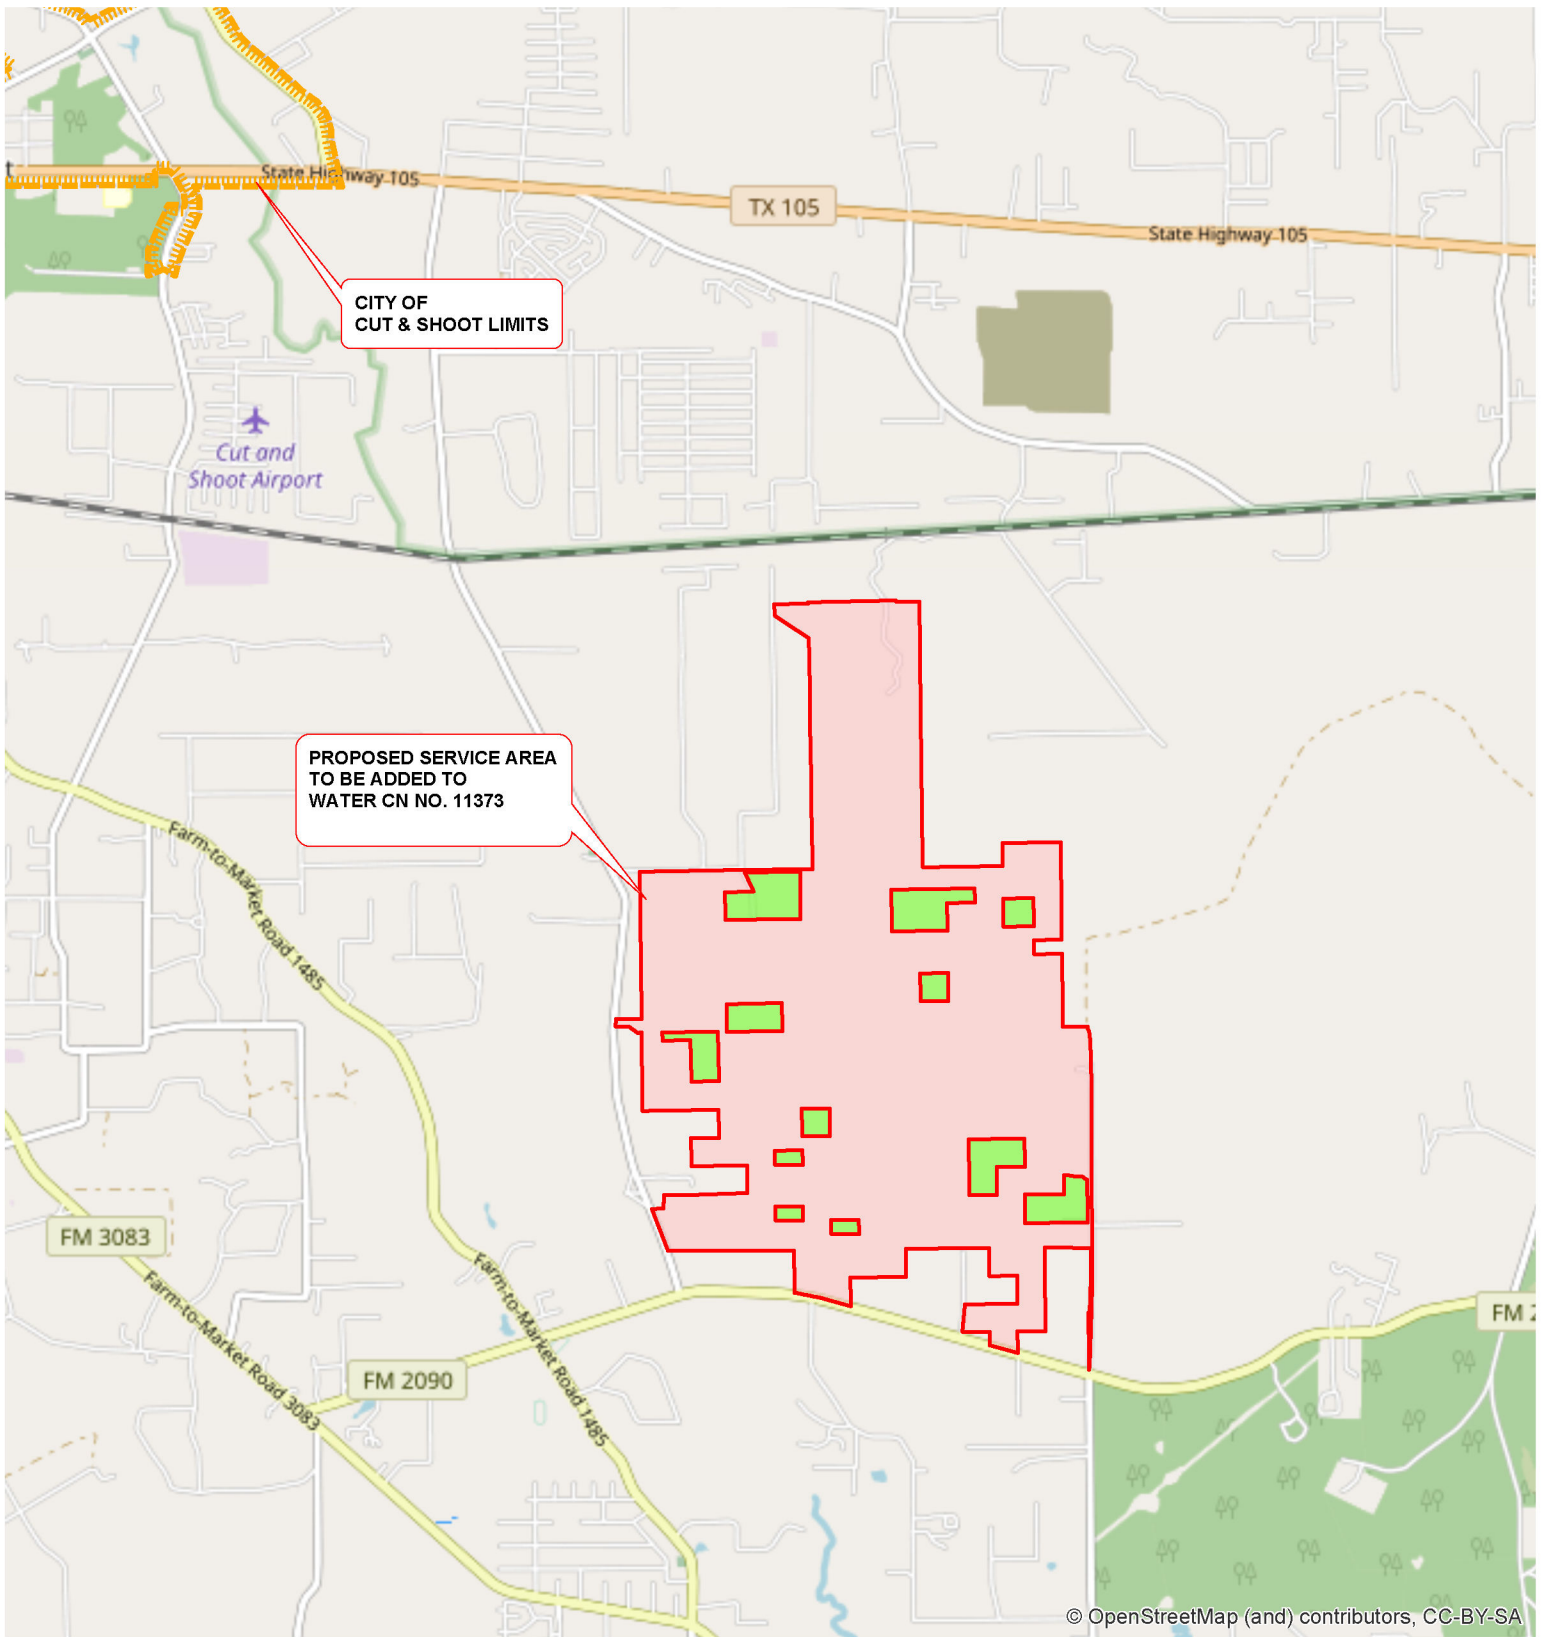 t
State Highway 105
TX 105
State Highway 105
CITY OF
CUT & SHOOT LIMITS
Cut and
Shoot Airport
PROPOSED SERVICE AREA
TO BE ADDED TO
WATER CN NO. 11373
Farm-to-Market Road 1485
FM 3083
Farm-to-Market Road 3083
Farm-to-Market Road 1485
FM 2090
FM 2
© OpenStreetMap (and) contributors, CC-BY-SA